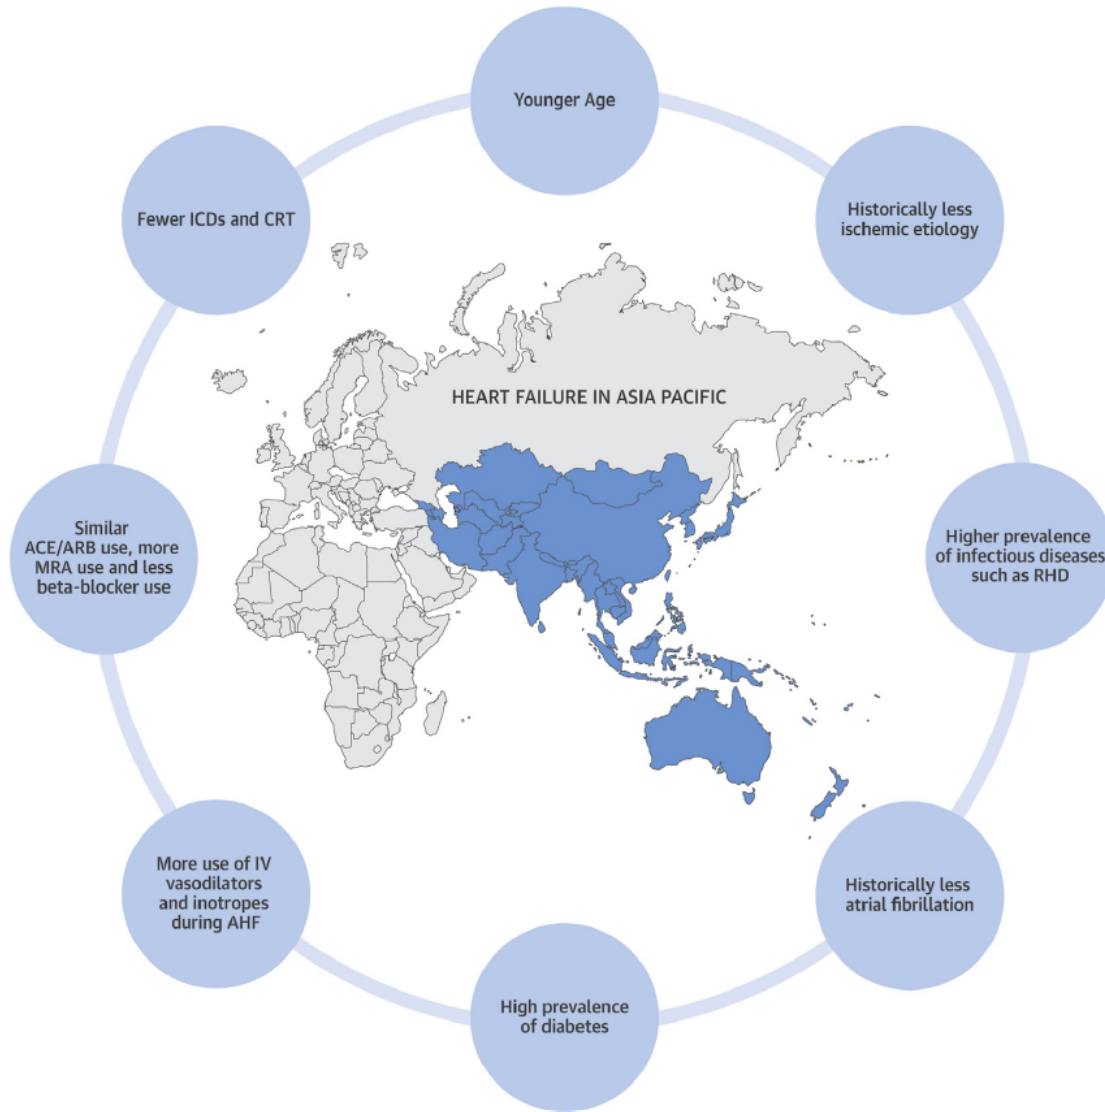 Younger Age
Historically less
ischemic etiology
Higher prevalence
of infectious diseases
such as RHD
Historically less
atrial fibrillation
High prevalence
of diabetes
More use of IV
vasodilators
and inotropes
during AHF
Similar
ACE/ARB use, more
MRA use and less
beta-blocker use
Fewer ICDs and CRT
HEART FAILURE IN ASIA PACIFIC